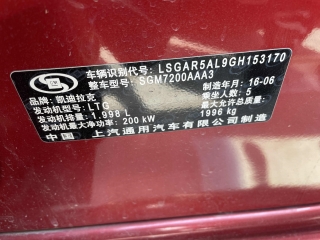 车辆识别代号: LSGAR5AL9GH153170
整车型号: SGM7200AAA3
品牌: 凯迪拉克 制造年月: 16-06
发动机型号: LTG 乘坐人数: 5
发动机排量: 1.998 L 最大允许总质量:
发动机最大净功率: 200 kW 1996 kg
中国 上汽通用汽车有限公司制造